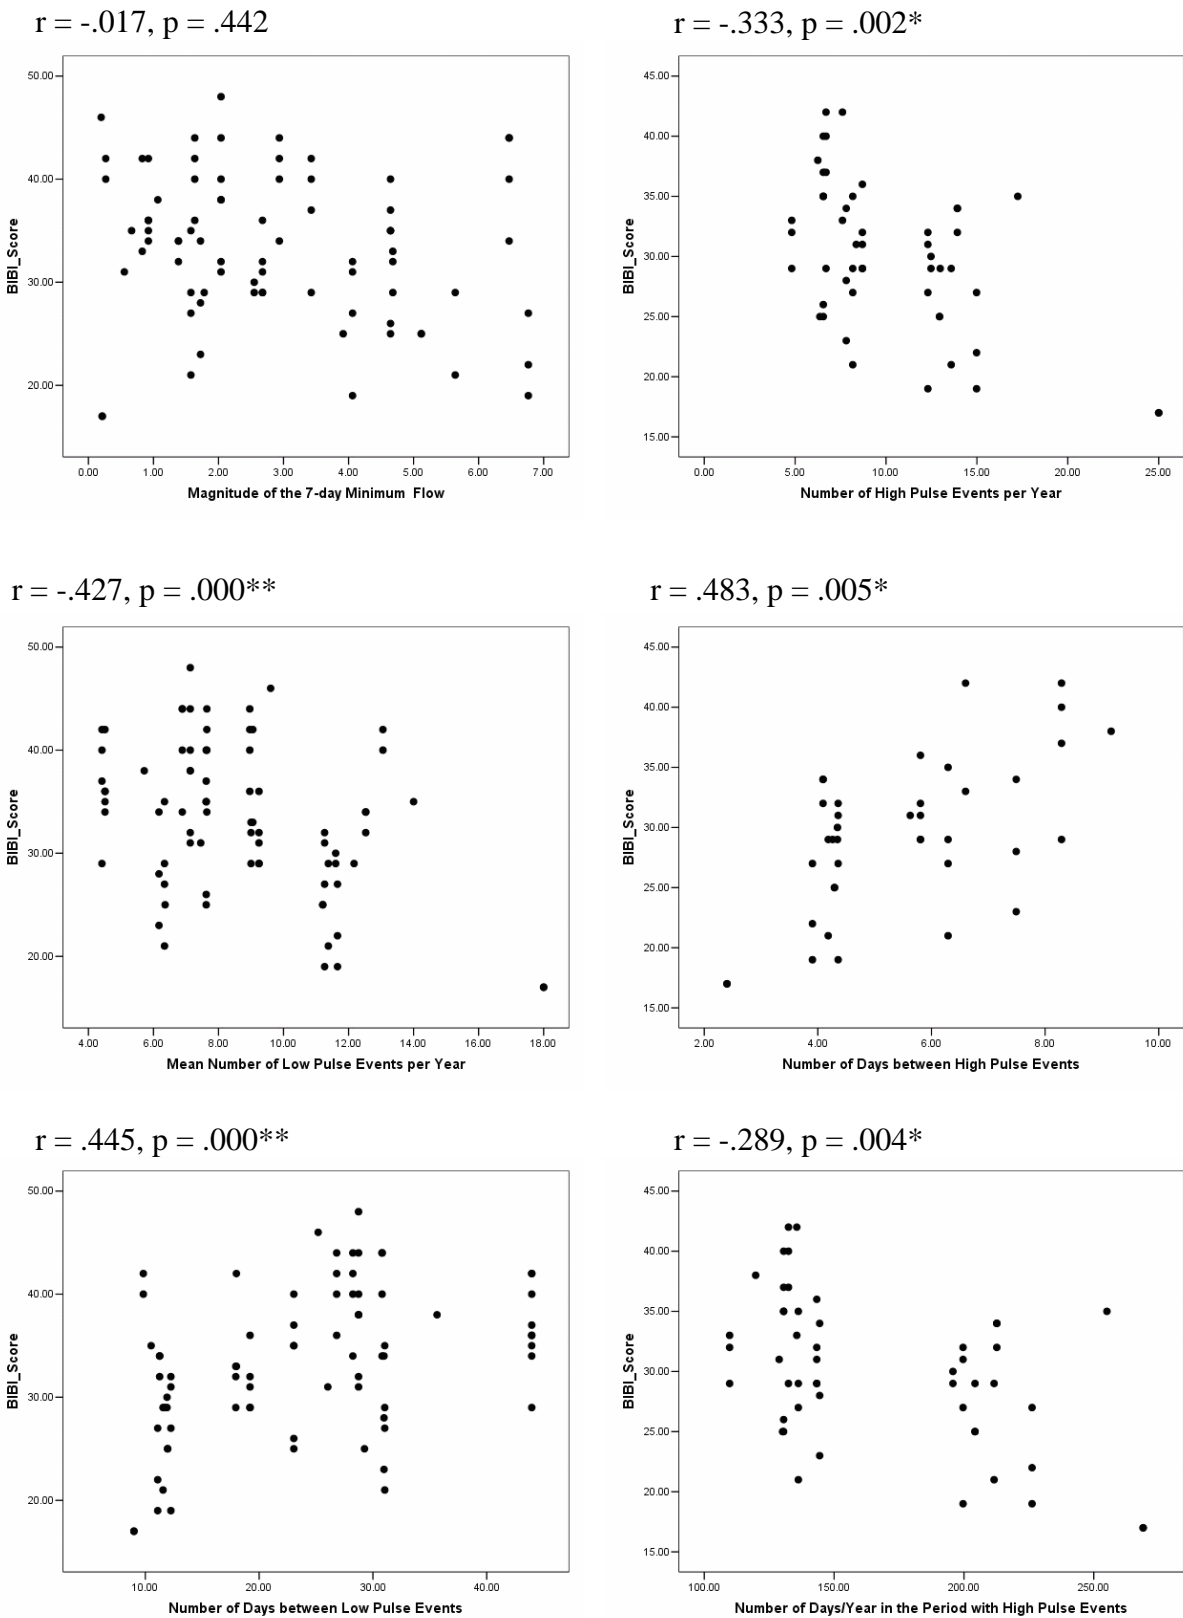 r = -.017, p = .442
50.00
40.00
30.00
20.00
BIBI_Score
0.00 1.00 2.00 3.00 4.00 5.00 6.00 7.00
Magnitude of the 7-day Minimum Flow
r = -.333, p = .002*
45.00
40.00
35.00
30.00
25.00
20.00
15.00
BIBI_Score
0.00 5.00 10.00 15.00 20.00 25.00
Number of High Pulse Events per Year
r = -.427, p = .000**
50.00
40.00
30.00
20.00
BIBI_Score
4.00 6.00 8.00 10.00 12.00 14.00 16.00 18.00
Mean Number of Low Pulse Events per Year
r = .483, p = .005*
45.00
40.00
35.00
30.00
25.00
20.00
15.00
BIBI_Score
2.00 4.00 6.00 8.00 10.00
Number of Days between High Pulse Events
r = .445, p = .000**
50.00
40.00
30.00
20.00
BIBI_Score
10.00 20.00 30.00 40.00
Number of Days between Low Pulse Events
r = -.289, p = .004*
45.00
40.00
35.00
30.00
25.00
20.00
15.00
BIBI_Score
100.00 150.00 200.00 250.00
Number of Days/Year in the Period with High Pulse Events